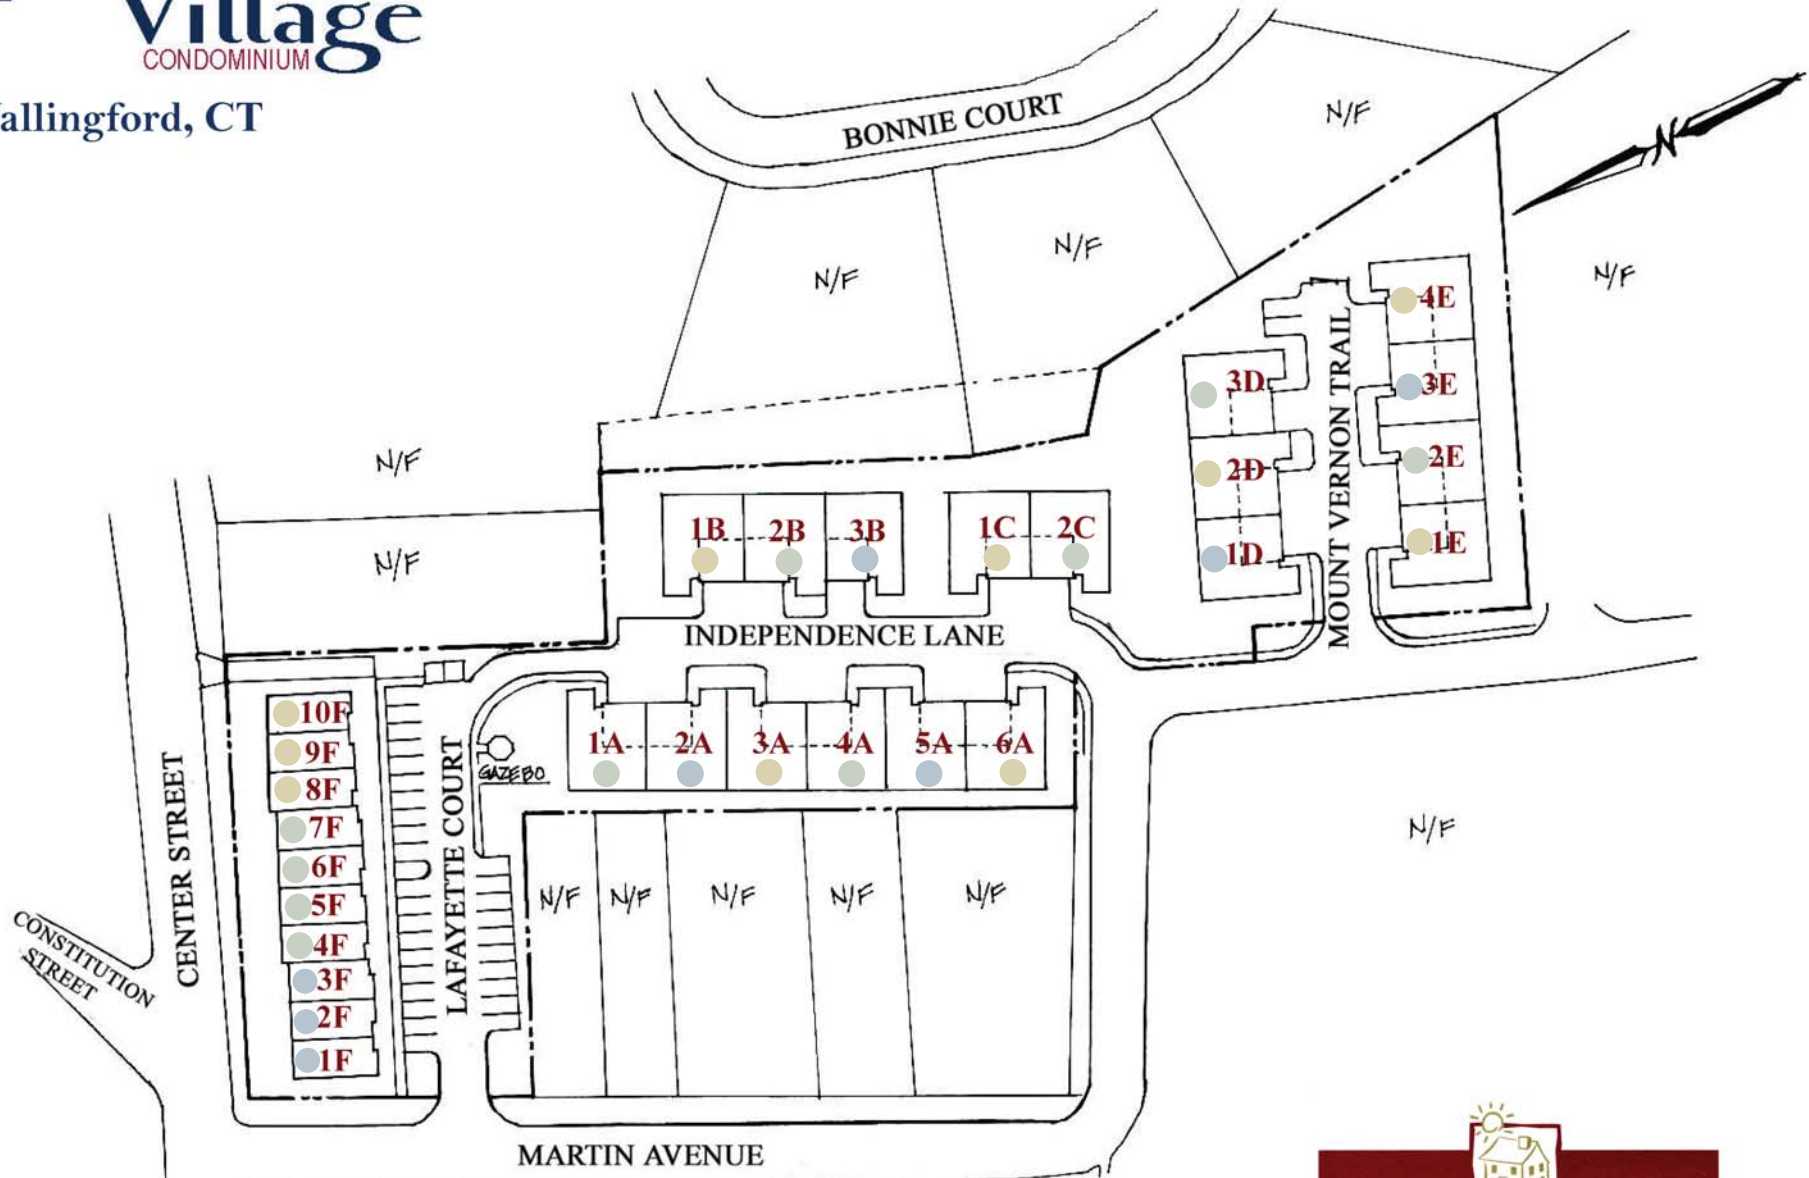 Village
CONDOMINIUM
allingford, CT
BONNIE COURT
N/F
N
N/F
N/F
N/F
N/F
N/F
4E
3E
2E
1E
3D
2D
1D
MOUNT VERNON TRAIL
1B
2B
3B
1C
2C
INDEPENDENCE LANE
10F
9F
8F
7F
6F
5F
4F
3F
2F
1F
CENTER STREET
LAFAYETTE COURT
GAZEBO
1A
2A
3A
4A
5A
6A
N/F
N/F
N/F
N/F
N/F
N/F
CONSTITUTION
STREET
MARTIN AVENUE